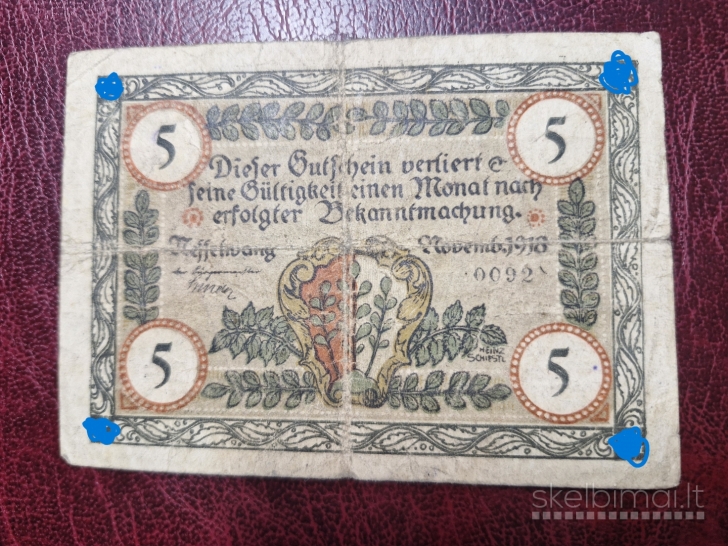 5 5
Dieser Gutschein verliert
seine Gültigkeit einen Monat nach
erfolgter Bekanntmachung.
Nesselwang Novemb.1918
0092
HEINZ
SCHIESTL
5 5
skelbimai.lt